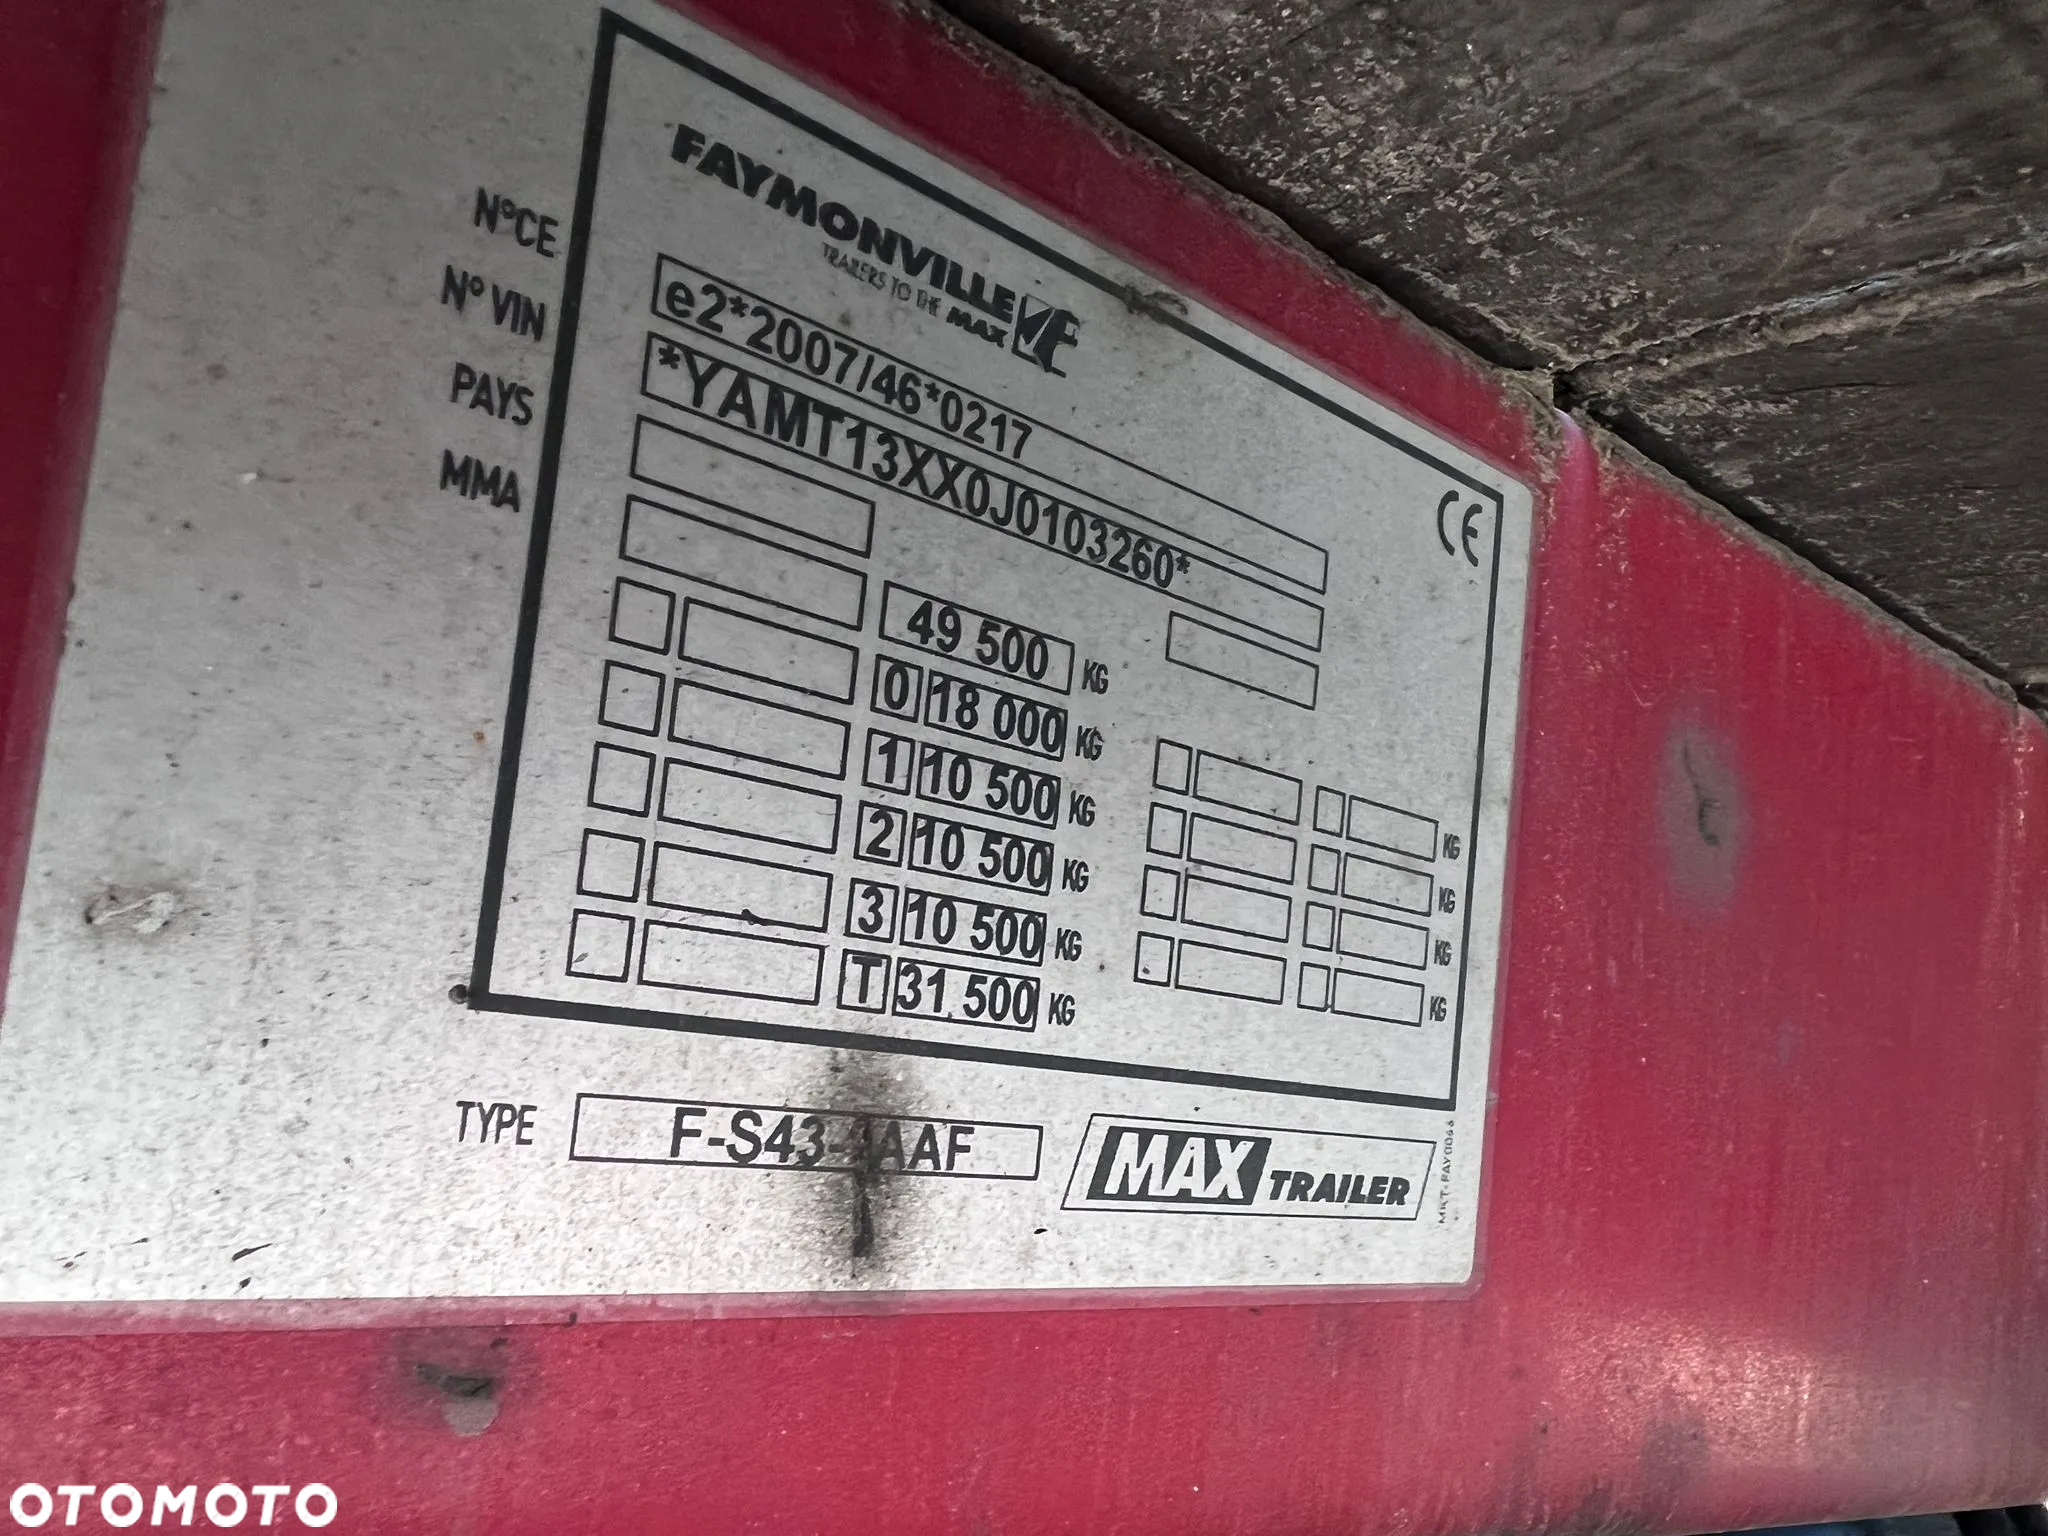 FAYMONVILLE
TRAILERS TO THE MAX
N°CE e2*2007/46*0217
N° VIN *YAMT13XX0J0103260*
PAYS
MMA
CE
49 500 KG
0 18 000 KG
1 10 500 KG KG
2 10 500 KG KG
3 10 500 KG KG
T 31 500 KG KG
TYPE
MAX TRAILER
OTOMOTO